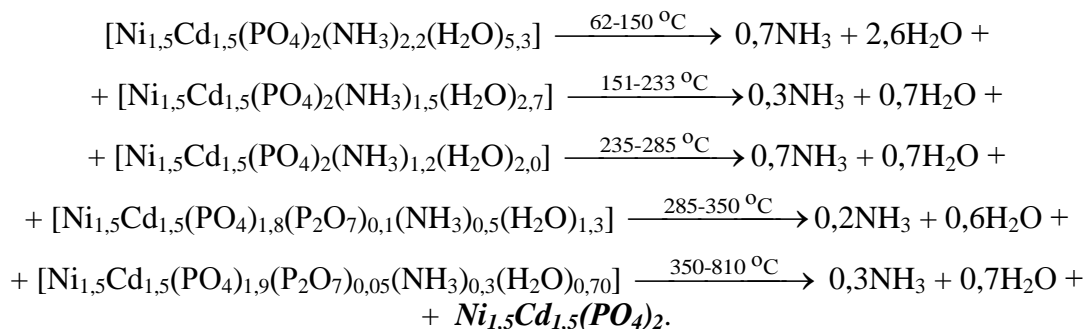 [Ni₁,₅Cd₁,₅(PO₄)₂(NH₃)₂,₂(H₂O)₅,₃] —62-150 °C→ 0,7NH₃ + 2,6H₂O +
+ [Ni₁,₅Cd₁,₅(PO₄)₂(NH₃)₁,₅(H₂O)₂,₇] —151-233 °C→ 0,3NH₃ + 0,7H₂O +
+ [Ni₁,₅Cd₁,₅(PO₄)₂(NH₃)₁,₂(H₂O)₂,₀] —235-285 °C→ 0,7NH₃ + 0,7H₂O +
+ [Ni₁,₅Cd₁,₅(PO₄)₁,₈(P₂O₇)₀,₁(NH₃)₀,₅(H₂O)₁,₃] —285-350 °C→ 0,2NH₃ + 0,6H₂O +
+ [Ni₁,₅Cd₁,₅(PO₄)₁,₉(P₂O₇)₀,₀₅(NH₃)₀,₃(H₂O)₀,₇₀] —350-810 °C→ 0,3NH₃ + 0,7H₂O +
+ Ni₁,₅Cd₁,₅(PO₄)₂.